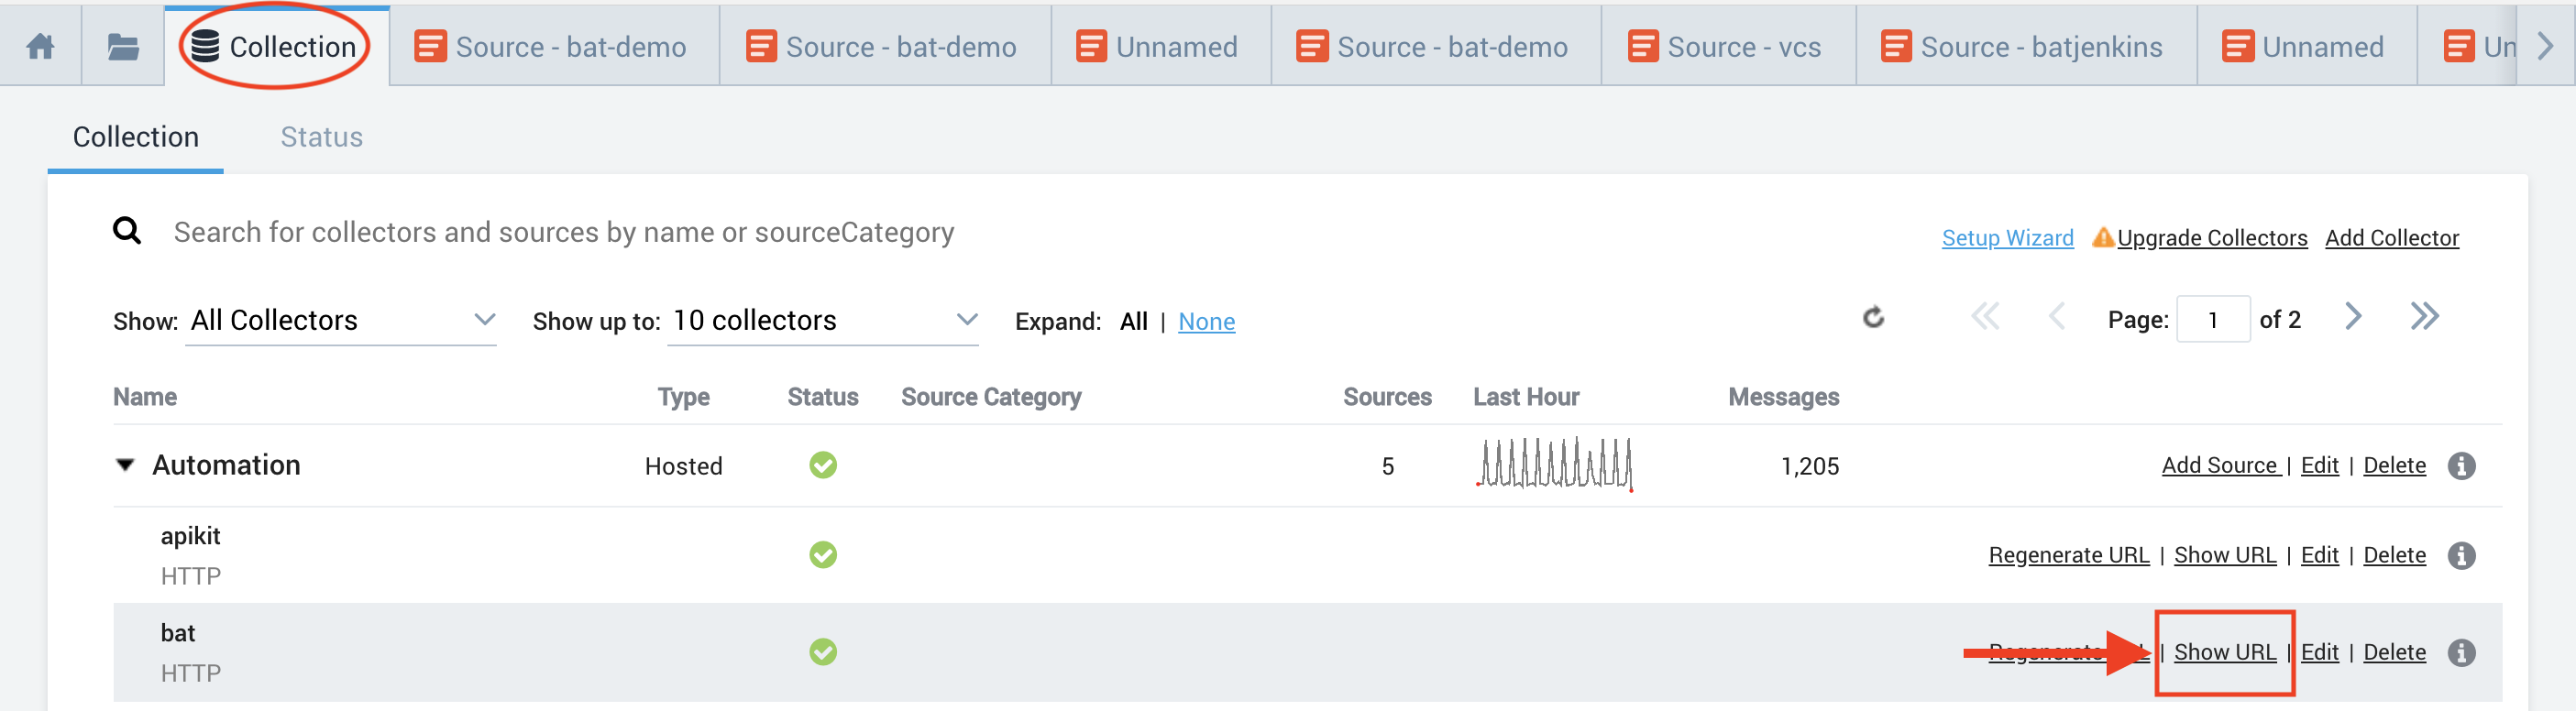 Collection Source - bat-demo Source - bat-demo Unnamed Source - bat-demo Source - vcs Source - batjenkins Unnamed
Collection Status
Search for collectors and sources by name or sourceCategory
Setup Wizard Upgrade Collectors Add Collector
Show: All Collectors Show up to: 10 collectors Expand: All | None Page: 1 of 2
Name Type Status Source Category Sources Last Hour Messages
Automation Hosted 5 1,205 Add Source | Edit | Delete
apikit
HTTP
Regenerate URL | Show URL | Edit | Delete
bat
HTTP
| Show URL | Edit | Delete